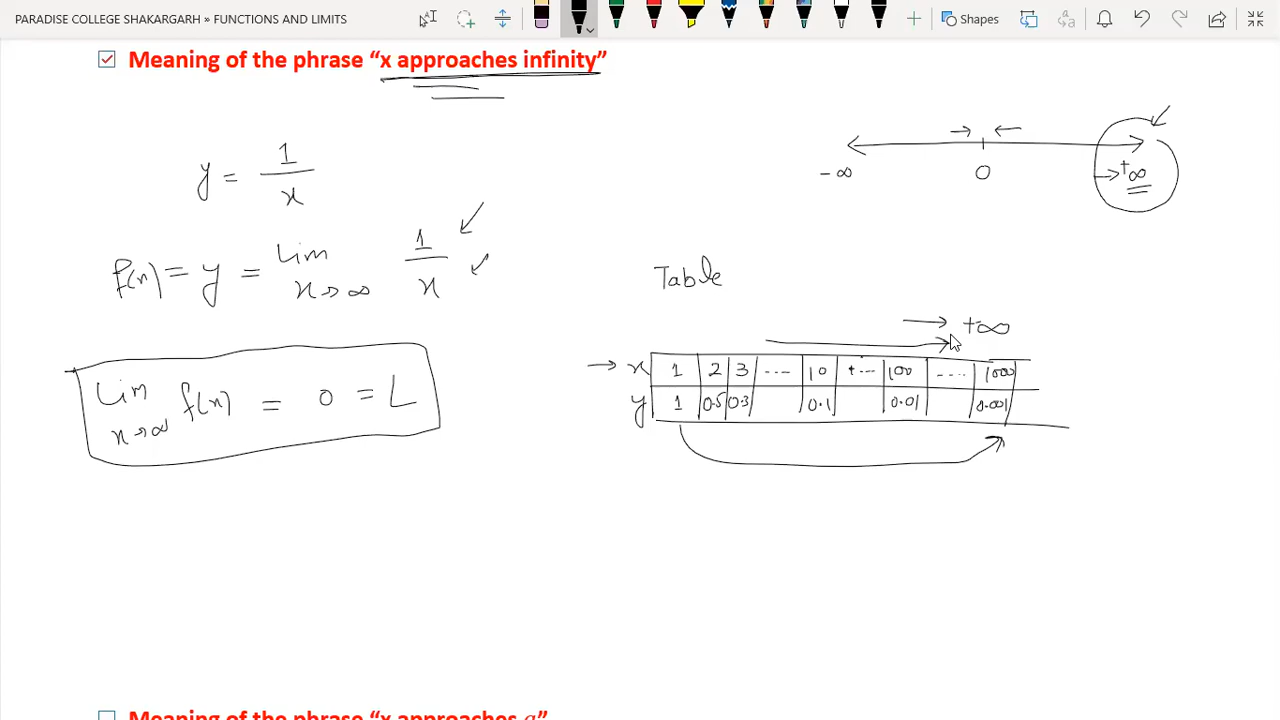 PARADISE COLLEGE SHAKARGARH » FUNCTIONS AND LIMITS
Shapes
Meaning of the phrase “x approaches infinity”
- ∞ 0 +∞
y = 1/x
f(x) = y = lim x→∞ 1/x
Table
→ +∞
→ x 1 2 3 ---- 10 +--- 100 ---- 1000
y 1 0.5 0.3 0.1 0.01 0.001
lim x→∞ f(x) = 0 = L
Meaning of the phrase “x approaches a”